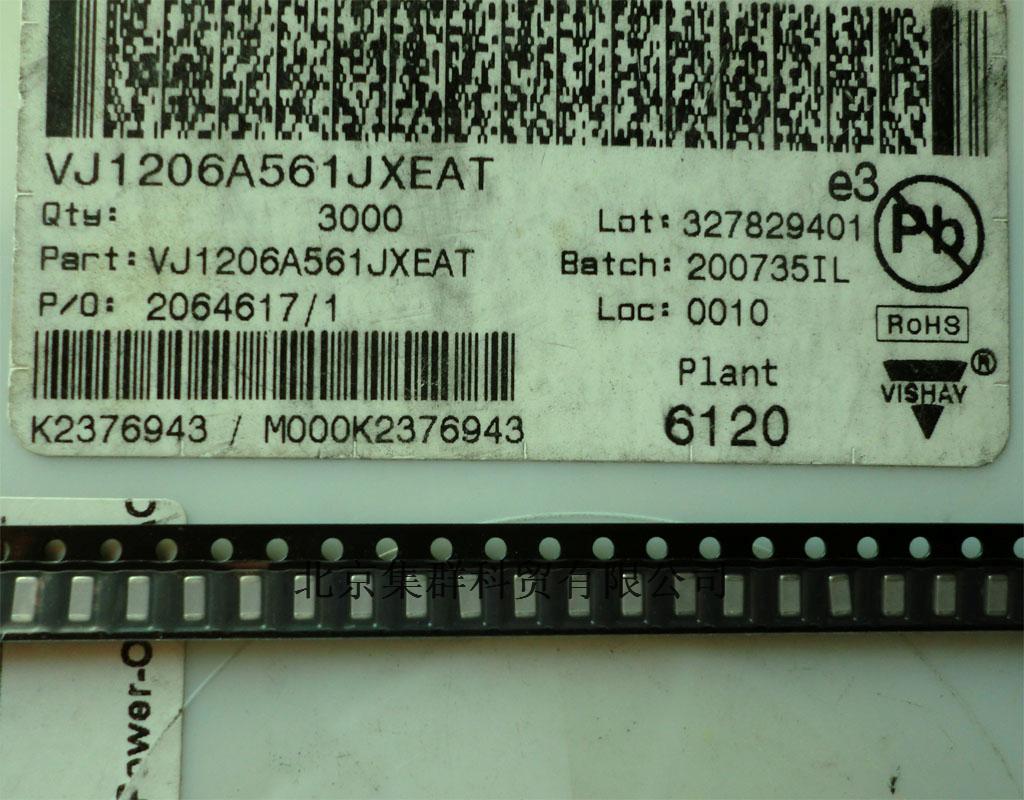 VJ1206A561JXEAT
e3
Pb
Qty: 3000
Lot: 327829401
Part: VJ1206A561JXEAT
Batch: 200735IL
P/O: 2064617/1
Loc: 0010
RoHS
Plant
6120
VISHAY®
K2376943 / M000K2376943
北京集群科贸有限公司